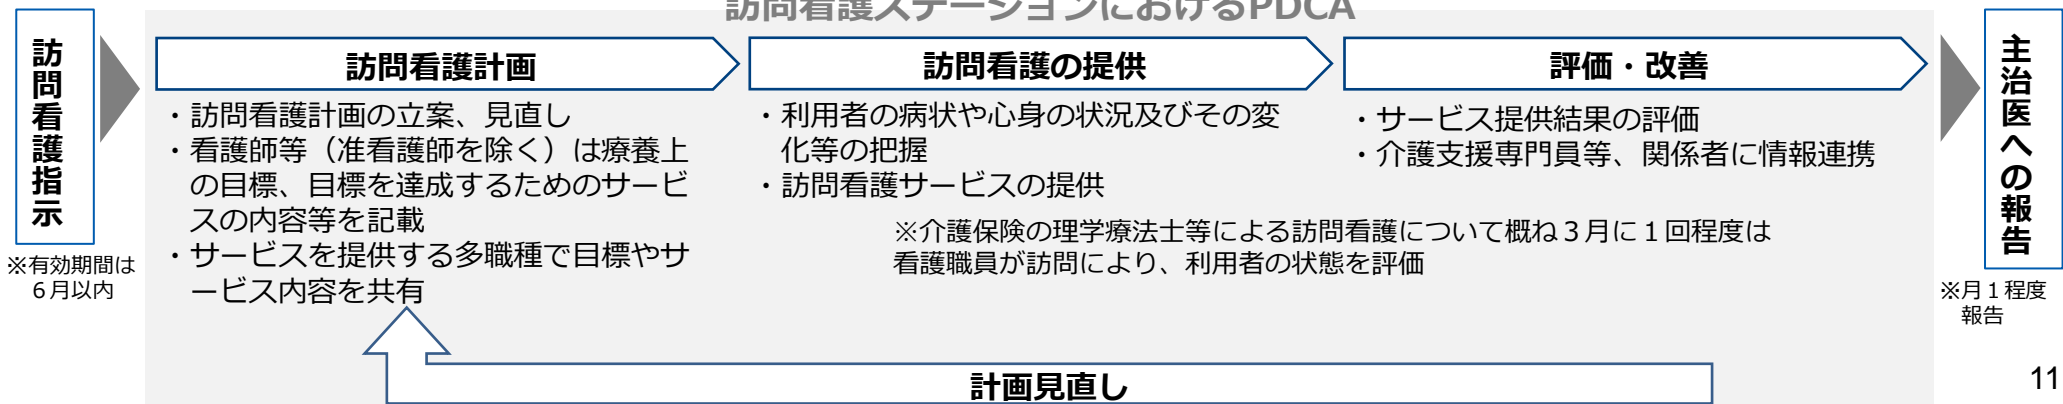 訪問看護ステーションにおけるPDCA
訪問看護指示
※有効期間は
６月以内
訪問看護計画
・訪問看護計画の立案、見直し
・看護師等（准看護師を除く）は療養上
の目標、目標を達成するためのサービ
スの内容等を記載
・サービスを提供する多職種で目標やサ
ービス内容を共有
訪問看護の提供
・利用者の病状や心身の状況及びその変
化等の把握
・訪問看護サービスの提供
※介護保険の理学療法士等による訪問看護について概ね３月に１回程度は
看護職員が訪問により、利用者の状態を評価
評価・改善
・サービス提供結果の評価
・介護支援専門員等、関係者に情報連携
主治医への報告
※月１程度
報告
計画見直し
11